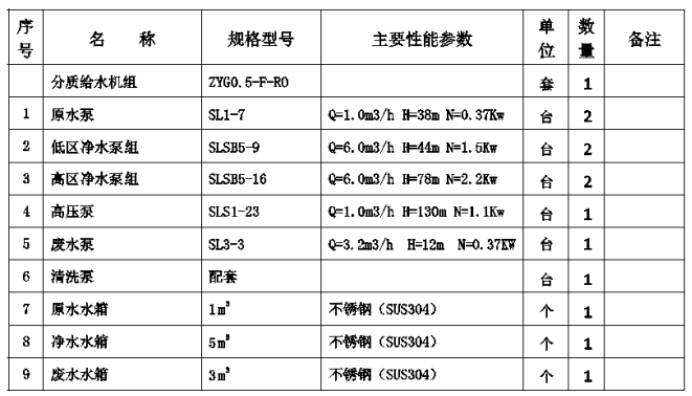 序号 名 称 规格型号 主要性能参数 单位 数量 备注
分质给水机组 ZYG0.5-F-RO 套 1
1 原水泵 SL1-7 Q=1.0m3/h H=38m N=0.37Kw 台 2
2 低区净水泵组 SLSB5-9 Q=6.0m3/h H=44m N=1.5Kw 台 2
3 高区净水泵组 SLSB5-16 Q=6.0m3/h H=78m N=2.2Kw 台 2
4 高压泵 SLS1-23 Q=1.0m3/h H=130m N=1.1Kw 台 1
5 废水泵 SL3-3 Q=3.2m3/h H=12m N=0.37KW 台 1
6 清洗泵 配套 台 1
7 原水水箱 1m³ 不锈钢（SUS304） 个 1
8 净水水箱 5m³ 不锈钢（SUS304） 个 1
9 废水水箱 3m³ 不锈钢（SUS304） 个 1